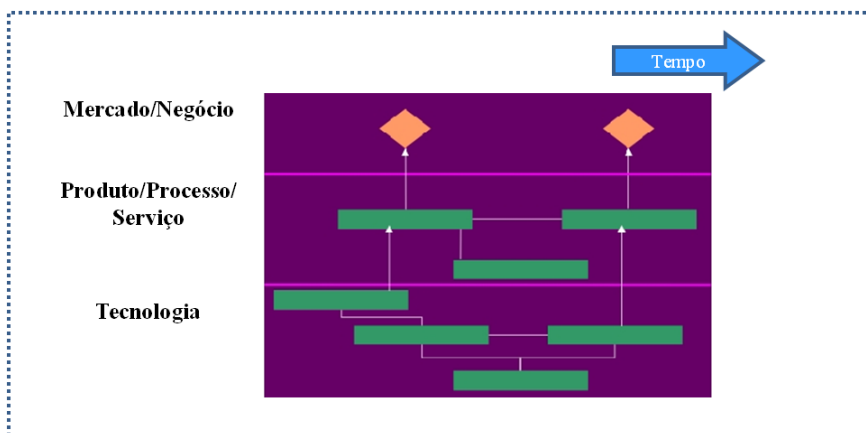 Tempo
Mercado/Negócio
Produto/Processo/
Serviço
Tecnologia